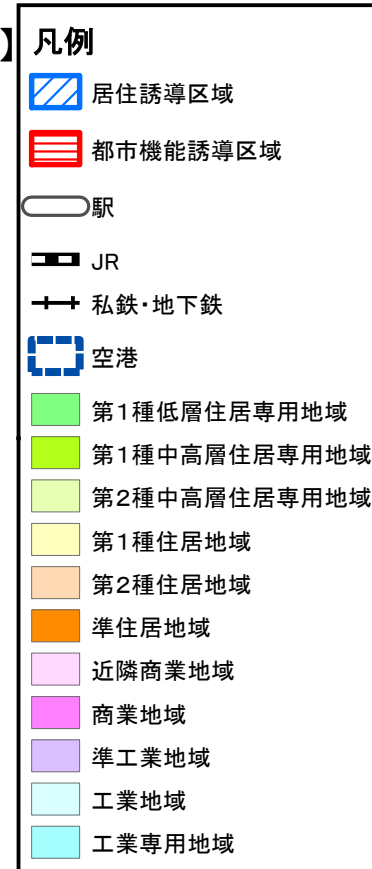 】
凡例
居住誘導区域
都市機能誘導区域
駅
JR
私鉄・地下鉄
空港
第1種低層住居専用地域
第1種中高層住居専用地域
第2種中高層住居専用地域
第1種住居地域
第2種住居地域
準住居地域
近隣商業地域
商業地域
準工業地域
工業地域
工業専用地域